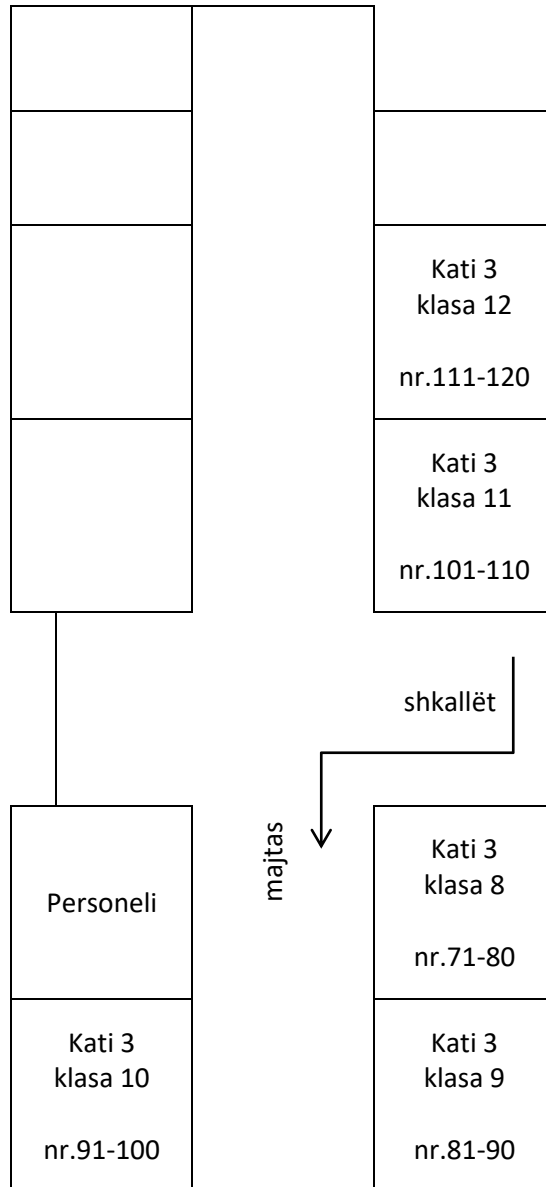 Kati 3
klasa 12
nr.111-120
Kati 3
klasa 11
nr.101-110
shkallët
majtas
Personeli
Kati 3
klasa 8
nr.71-80
Kati 3
klasa 10
nr.91-100
Kati 3
klasa 9
nr.81-90